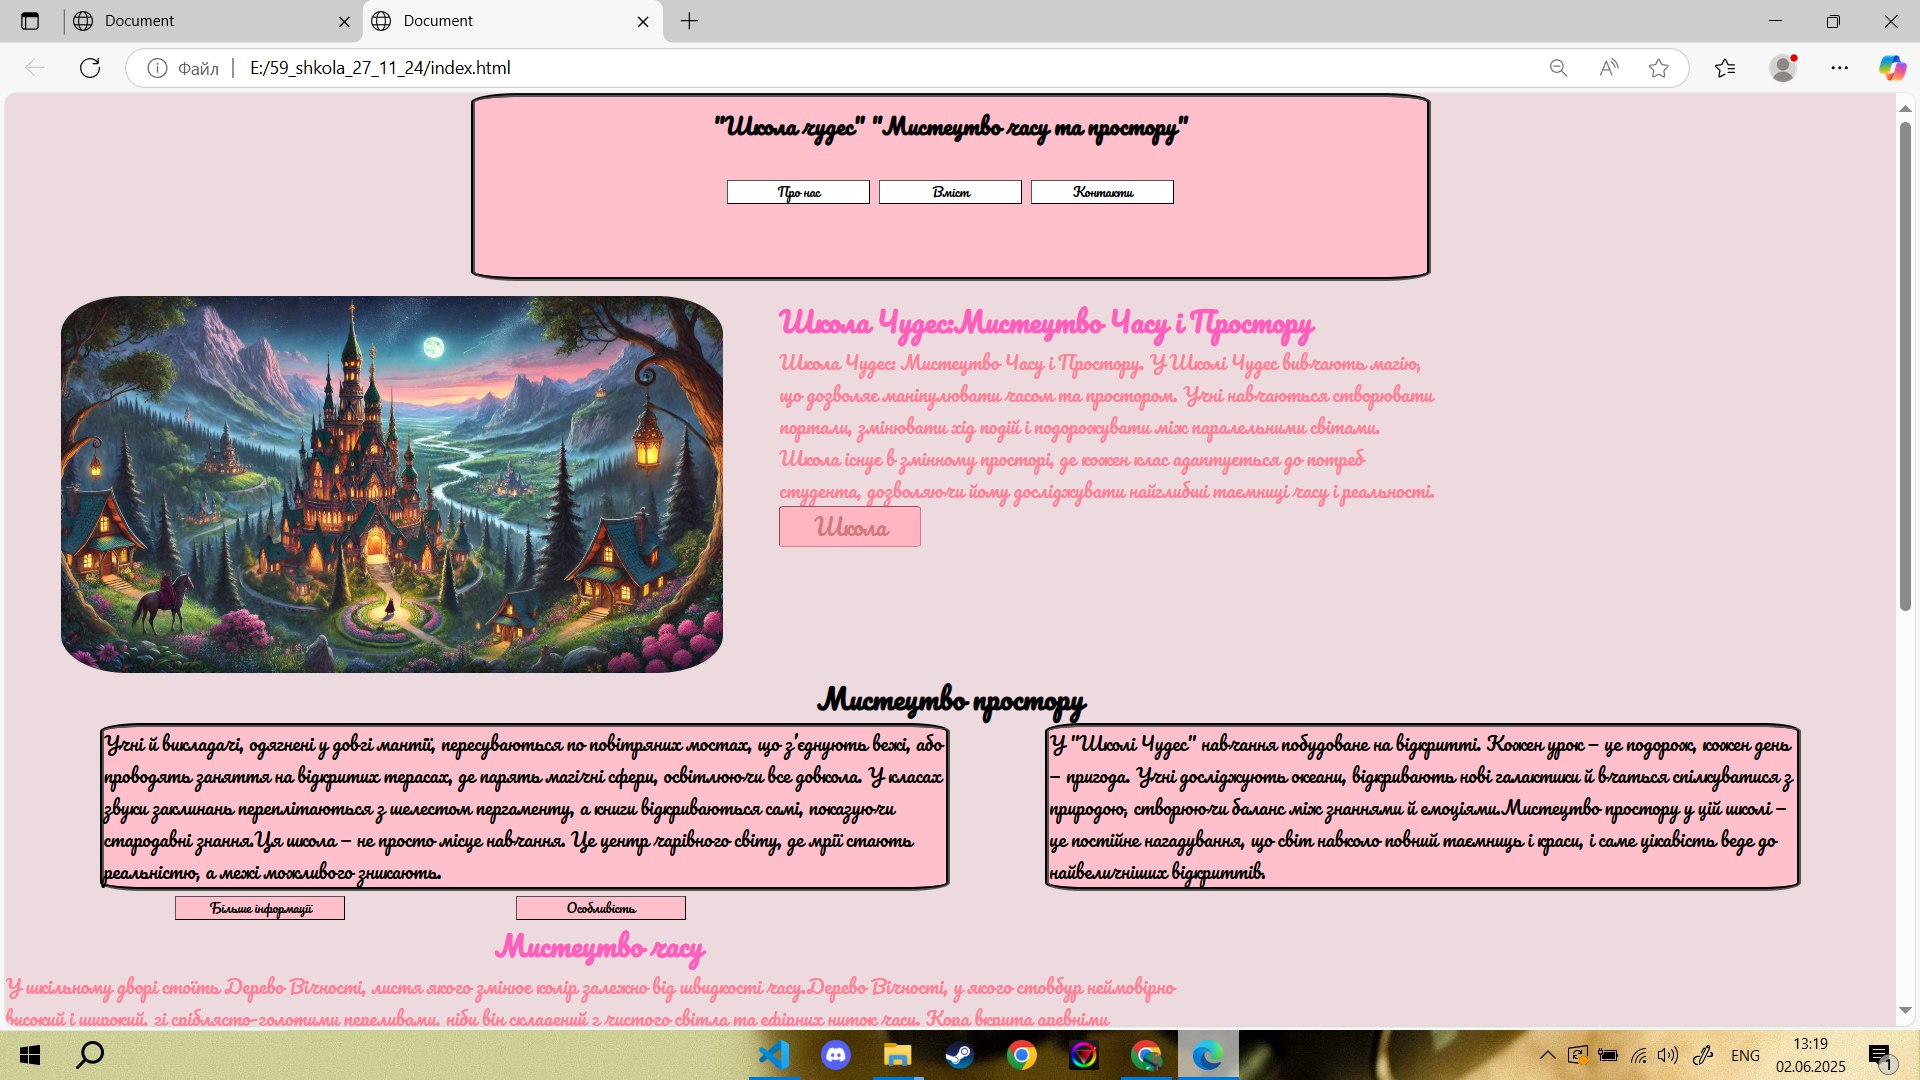 Document
Document
Файл
E:/59_shkola_27_11_24/index.html
"Школа чудес" "Мистеутво часу та простору"
Про нас
Вміст
Контакти
Школа Чудес:Мистеутво Часу і Простору
Школа Чудес: Мистеутво Часу і Простору. У Школі Чудес вивчають магію,
що дозволяє маніпулювати часом та простором. Учні навчаються створювати
портали, змінювати хід подій і подорожувати між паралельними світами.
Школа існує в змінному просторі, де кожен клас адаптується до потреб
студента, дозволяючи йому досліджувати найглибші таємниці часу і реальності.
Школа
Мистеутво простору
Учні й викладачі, одягнені у довгі мантії, пересуваються по повітряних мостах, що з'єднують вежі, або
проводять заняття на відкритих терасах, де парять магічні сфери, освітлюючи все довкола. У класах
звуки заклинань переплітаються з шелестом пергаменту, а книги відкриваються самі, показуючи
стародавні знання.Ця школа – не просто місце навчання. Це центр чарівного світу, де мрії стають
реальністю, а межі можливого зникають.
У "Школі Чудес" навчання побудоване на відкритті. Кожен урок – це подорож, кожен день
– пригода. Учні досліджують океани, відкривають нові галактики й вчаться спілкуватися з
природою, створюючи баланс між знаннями й емоціями.Мистеутво простору у цій школі –
це постійне нагадування, що світ навколо повний таємниць і краси, і саме цікавість веде до
найвеличніших відкриттів.
Більше інформації
Особливість
Мистеутво часу
У шкільному дворі стоїть Дерево Вічності, листя якого змінює колір залежно від швидкості часу.Дерево Вічності, у якого стовбур неймовірно
високий і широкий, зі сріблясто-золотими переливами, ніби він складений з чистого світла та ефірних ниток часу. Кора вкрита древніми
ENG
13:19
02.06.2025
1